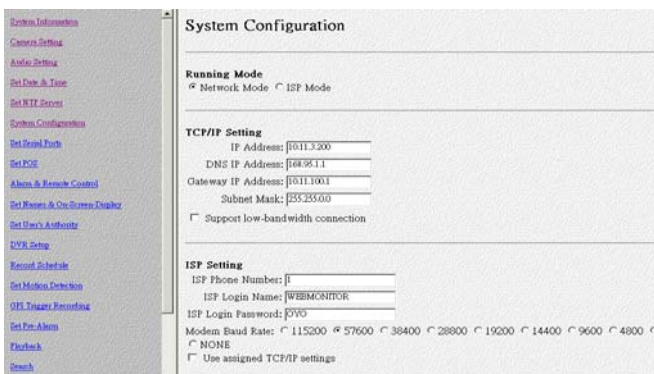 System Information
Camera Setting
Audio Setting
Set Date & Time
Set NTP Server
System Configuration
Set Serial Ports
Set POS
Alarm & Remote Control
Set Names & On-Screen-Display
Set User's Authority
DVR Setup
Record Schedule
Set Motion Detection
GPS Trigger Recording
Set Pre-Alarm
Playback
Search
System Configuration
Running Mode
Network Mode ISP Mode
TCP/IP Setting
IP Address: 10.11.3.200
DNS IP Address: 168.95.1.1
Gateway IP Address: 10.11.100.1
Subnet Mask: 255.255.0.0
Support low-bandwidth connection
ISP Setting
ISP Phone Number: 1
ISP Login Name: WEBMONITOR
ISP Login Password: OYO
Modem Baud Rate: 115200 57600 38400 28800 19200 14400 9600 4800
NONE
Use assigned TCP/IP settings